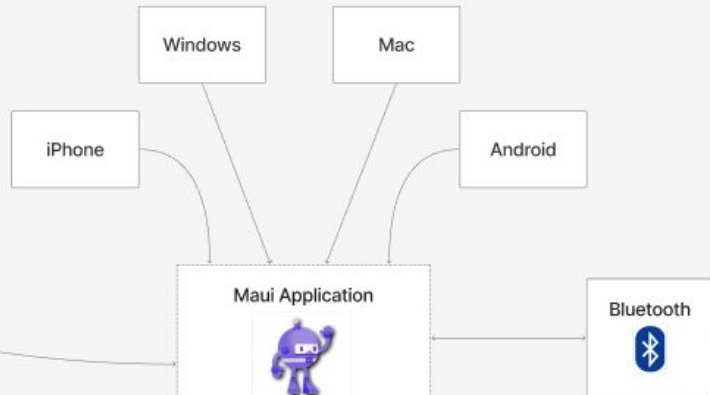 Windows
Mac
iPhone
Android
Maui Application
Bluetooth